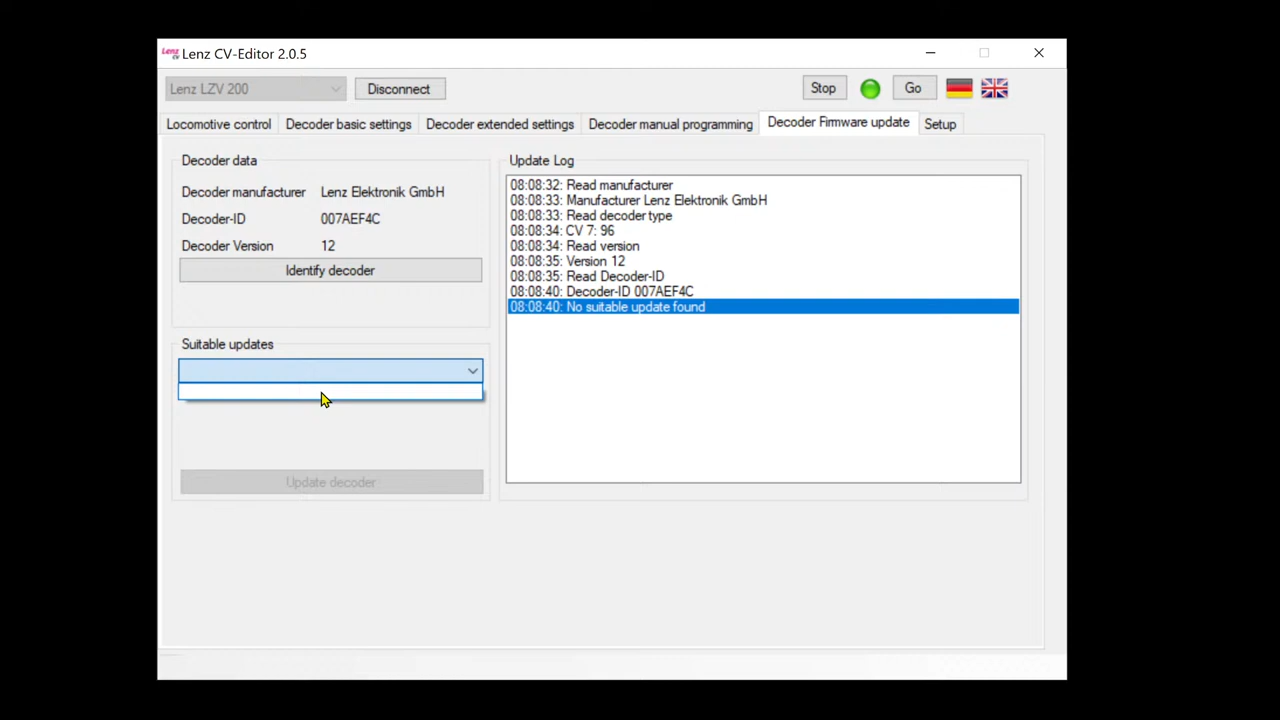 Lenz CV Lenz CV-Editor 2.0.5
Lenz LZV 200
Disconnect
Stop
Go
Locomotive control
Decoder basic settings
Decoder extended settings
Decoder manual programming
Decoder Firmware update
Setup
Decoder data
Decoder manufacturer Lenz Elektronik GmbH
Decoder-ID 007AEF4C
Decoder Version 12
Identify decoder
Suitable updates
Update decoder
Update Log
08:08:32: Read manufacturer
08:08:33: Manufacturer Lenz Elektronik GmbH
08:08:33: Read decoder type
08:08:34: CV 7: 96
08:08:34: Read version
08:08:35: Version 12
08:08:35: Read Decoder-ID
08:08:40: Decoder-ID 007AEF4C
08:08:40: No suitable update found